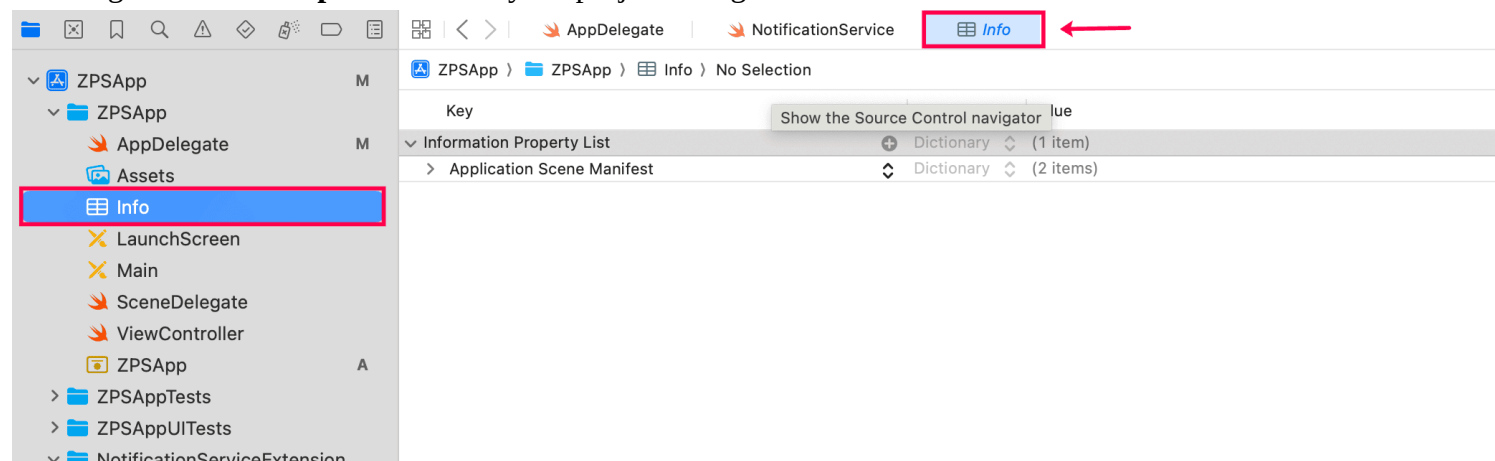 AppDelegate NotificationService Info
ZPSApp M
ZPSApp 〉 ZPSApp 〉 Info 〉 No Selection
ZPSApp
Key
Show the Source Control navigator
AppDelegate M
Information Property List Dictionary (1 item)
Assets
Application Scene Manifest Dictionary (2 items)
Info
LaunchScreen
Main
SceneDelegate
ViewController
ZPSApp A
ZPSAppTests
ZPSAppUITests
NotificationServiceExtension